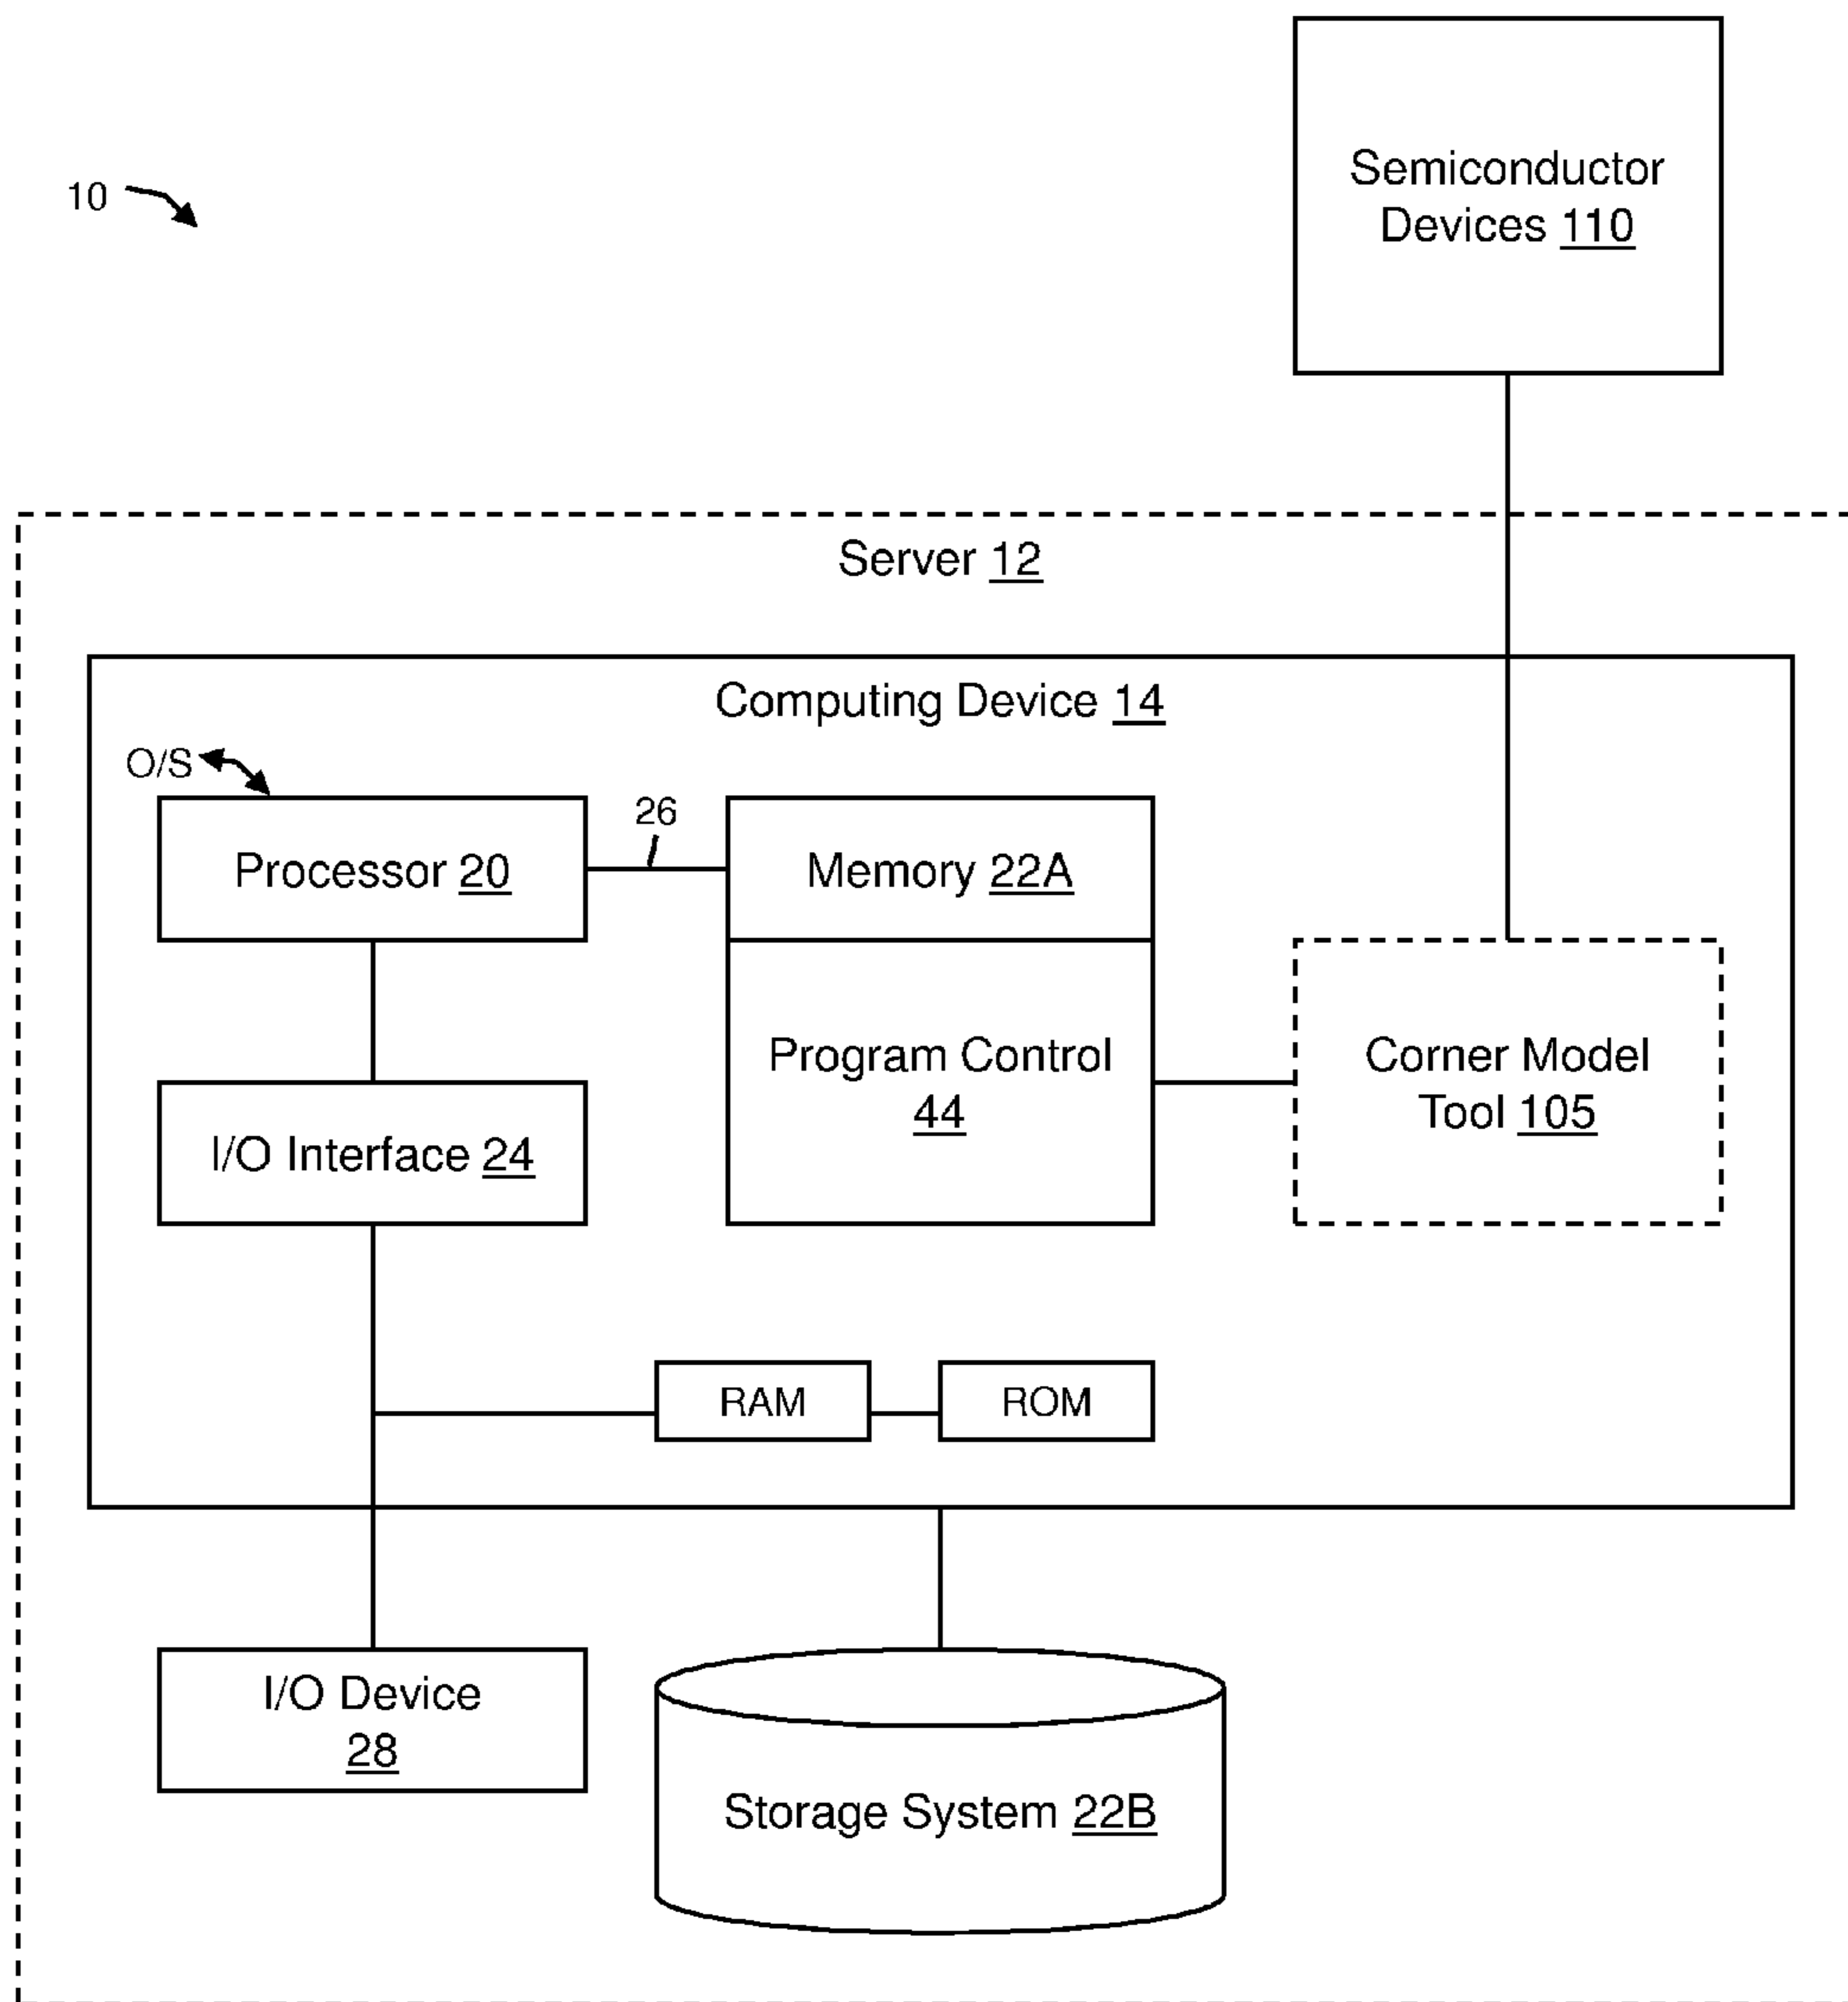 Semiconductor
Devices 110
10
Server 12
Computing Device 14
O/S
26
Processor 20
Memory 22A
Program Control
44
Corner Model
Tool 105
I/O Interface 24
RAM
ROM
I/O Device
28
Storage System 22B